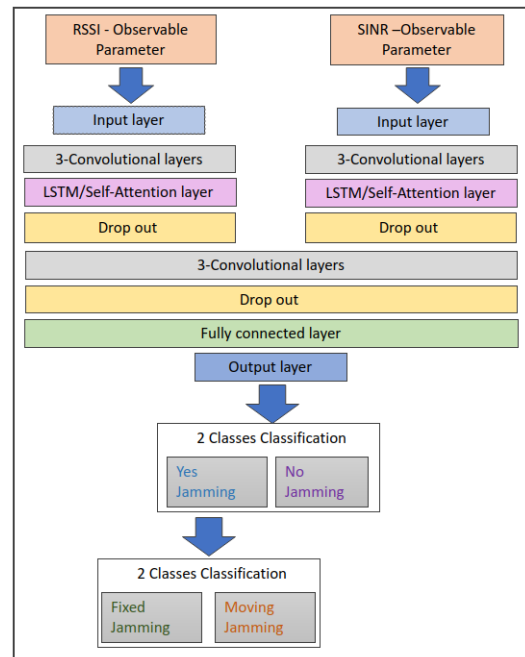 RSSI - Observable
Parameter
SINR –Observable
Parameter
Input layer
Input layer
3-Convolutional layers
3-Convolutional layers
LSTM/Self-Attention layer
LSTM/Self-Attention layer
Drop out
Drop out
3-Convolutional layers
Drop out
Fully connected layer
Output layer
2 Classes Classification
Yes
Jamming
No
Jamming
2 Classes Classification
Fixed
Jamming
Moving
Jamming